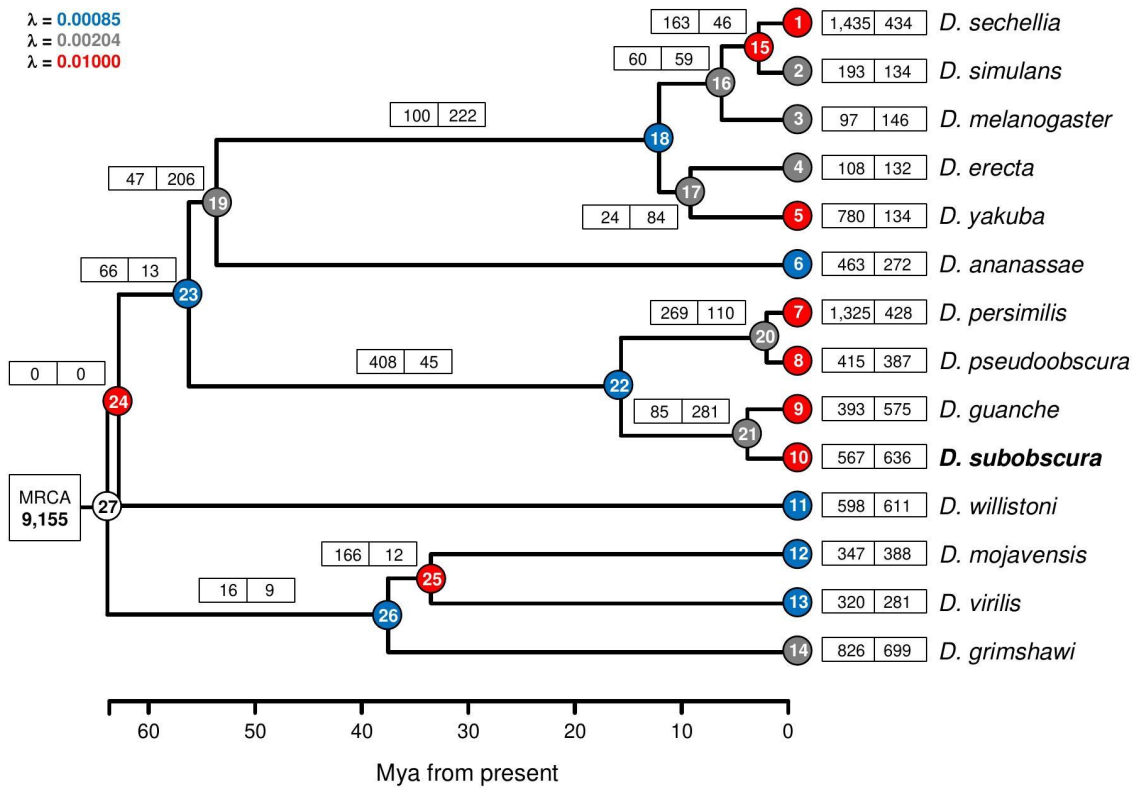 λ = 0.00085
λ = 0.00204
λ = 0.01000
163 46
1 1,435 434 D. sechellia
15
60 59
2 193 134 D. simulans
16
100 222
3 97 146 D. melanogaster
18
4 108 132 D. erecta
47 206
17
19
24 84
5 780 134 D. yakuba
66 13
6 463 272 D. ananassae
23
269 110
7 1,325 428 D. persimilis
20
408 45
8 415 387 D. pseudoobscura
0 0
22
24
85 281
9 393 575 D. guanche
21
10 567 636 D. subobscura
MRCA
9,155
27
11 598 611 D. willistoni
166 12
12 347 388 D. mojavensis
25
16 9
13 320 281 D. virilis
26
14 826 699 D. grimshawi
60 50 40 30 20 10 0
Mya from present